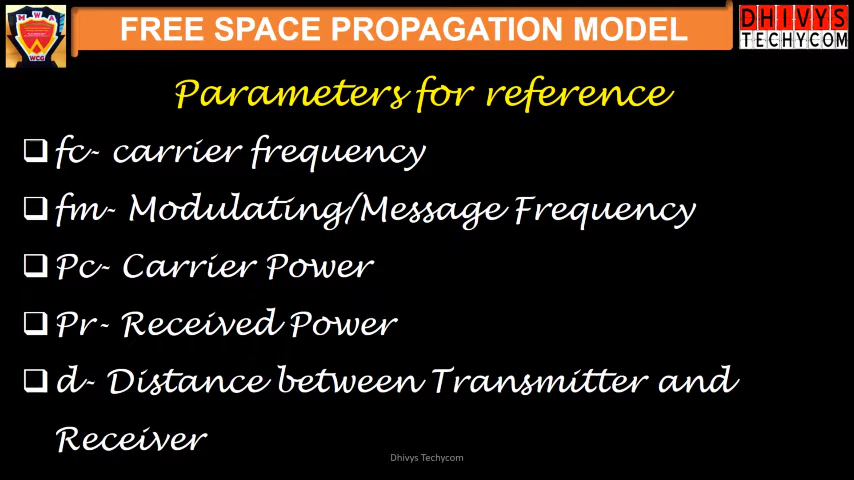 FREE SPACE PROPAGATION MODEL
DHIVYS
TECHYCOM
Parameters for reference
❑fc- carrier frequency
❑fm- Modulating/Message Frequency
❑Pc- Carrier Power
❑Pr- Received Power
❑d- Distance between Transmitter and
Receiver
Dhivys Techycom